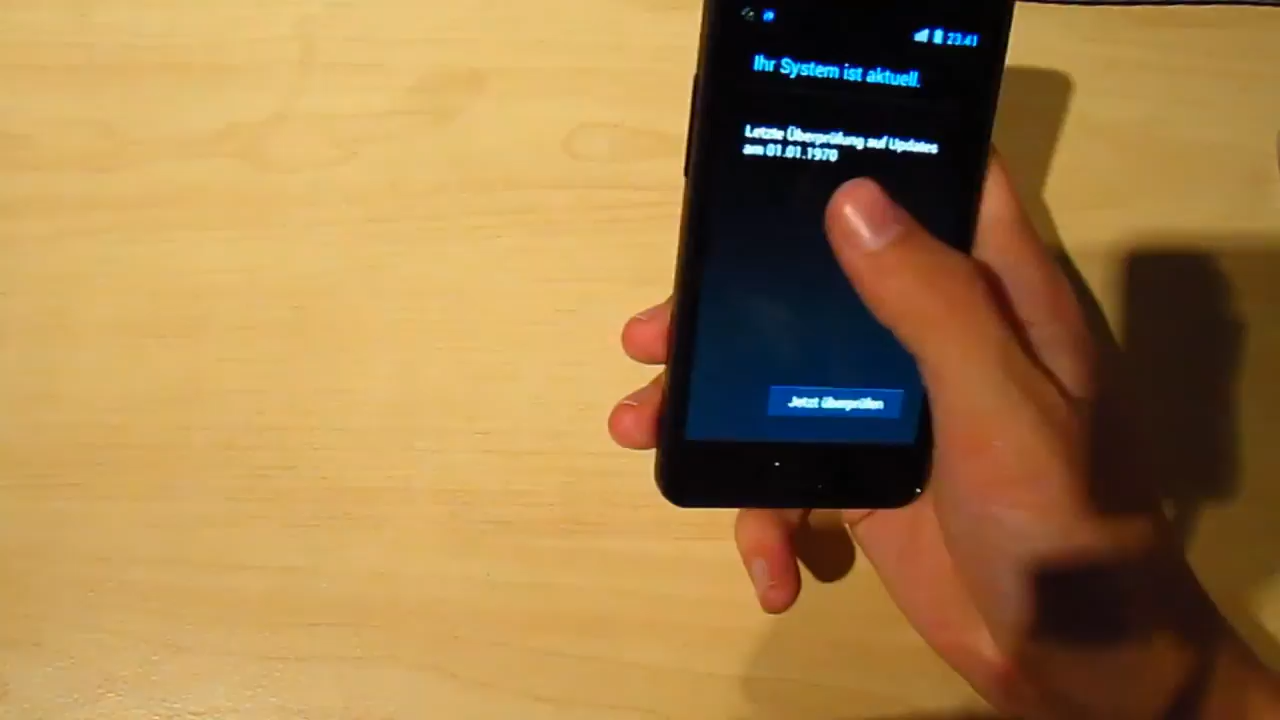 23:41
Ihr System ist aktuell.
Letzte Überprüfung auf Updates
am 01.01.1970
Jetzt überprüfen